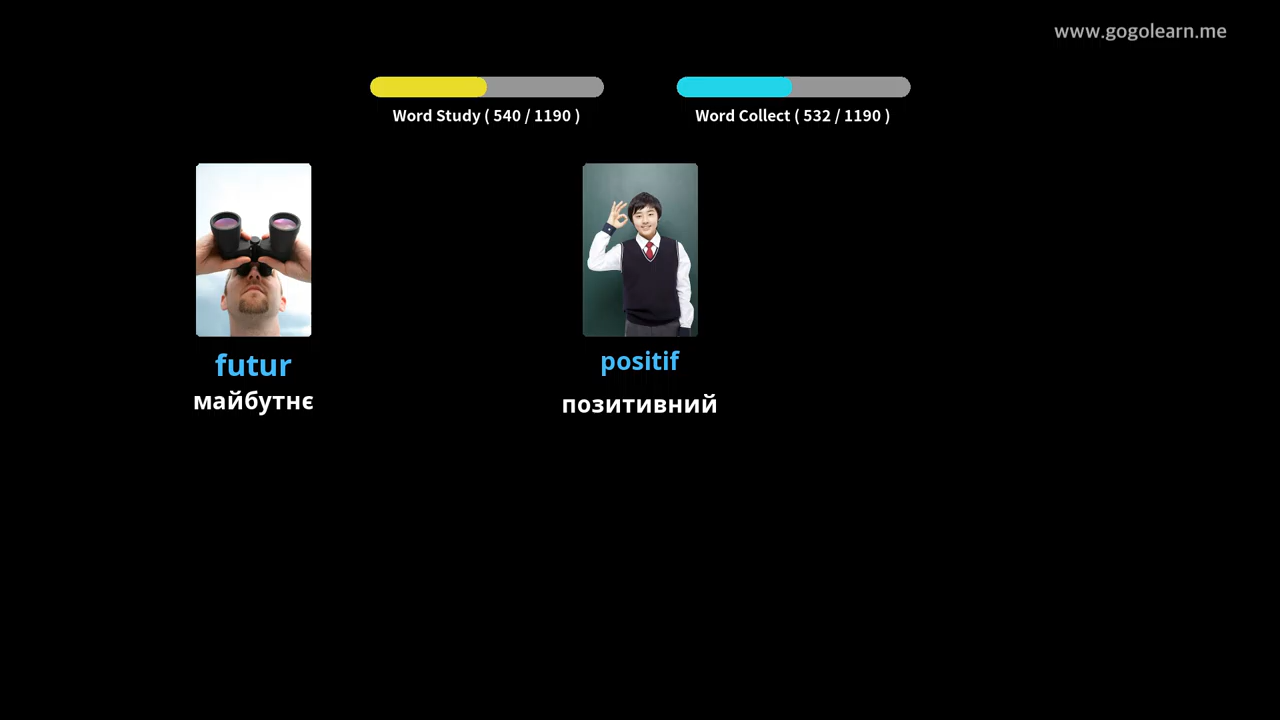 www.gogolearn.me
Word Study ( 540 / 1190 )
Word Collect ( 532 / 1190 )
futur
майбутнє
positif
позитивний